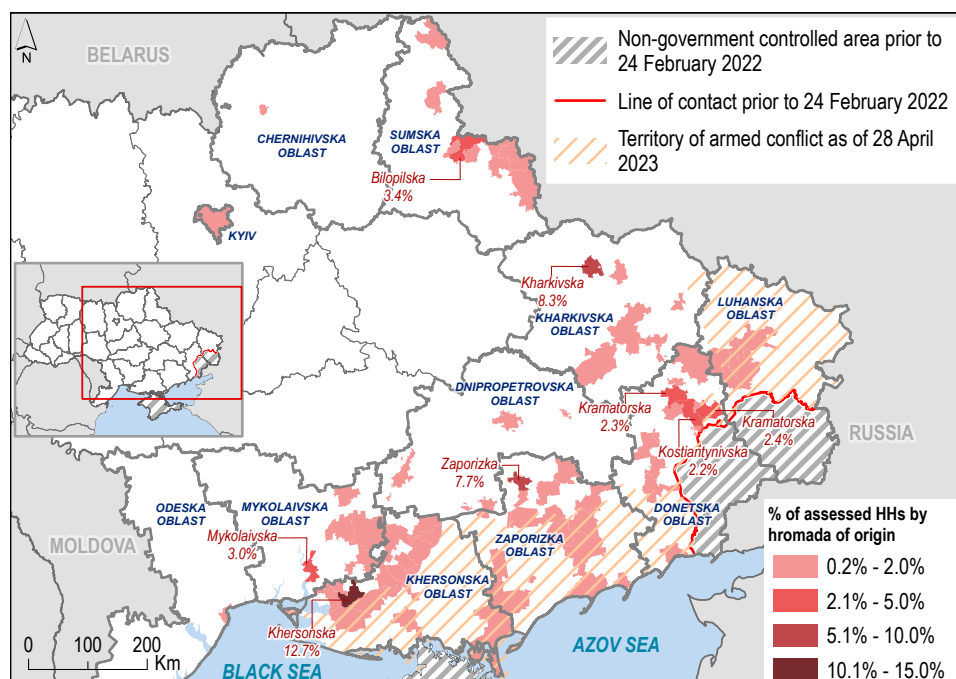 N
BELARUS
Non-government controlled area prior to
24 February 2022
Line of contact prior to 24 February 2022
Territory of armed conflict as of 28 April
2023
CHERNIHIVSKA
OBLAST
SUMSKA
OBLAST
Bilopilska
3.4%
KYIV
Kharkivska
8.3%
KHARKIVSKA
OBLAST
LUHANSKA
OBLAST
DNIPROPETROVSKA
OBLAST
Kramatorska
2.3%
Kramatorska
2.4%
Kostiantynivska
2.2%
RUSSIA
Zaporizka
7.7%
ODESKA
OBLAST
MYKOLAIVSKA
OBLAST
DONETSKA
OBLAST
MOLDOVA
Mykolaivska
3.0%
ZAPORIZKA
OBLAST
KHERSONSKA
OBLAST
Khersonska
12.7%
AZOV SEA
BLACK SEA
0 100 200
Km
% of assessed HHs by
hromada of origin
0.2% - 2.0%
2.1% - 5.0%
5.1% - 10.0%
10.1% - 15.0%